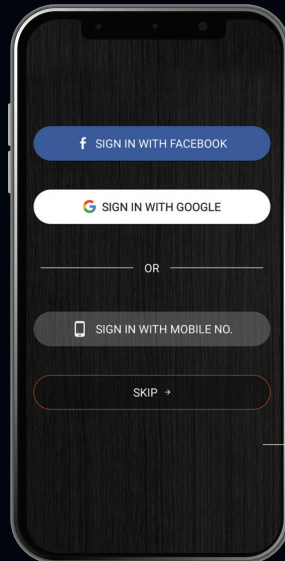 SIGN IN WITH FACEBOOK
SIGN IN WITH GOOGLE
OR
SIGN IN WITH MOBILE NO.
SKIP →